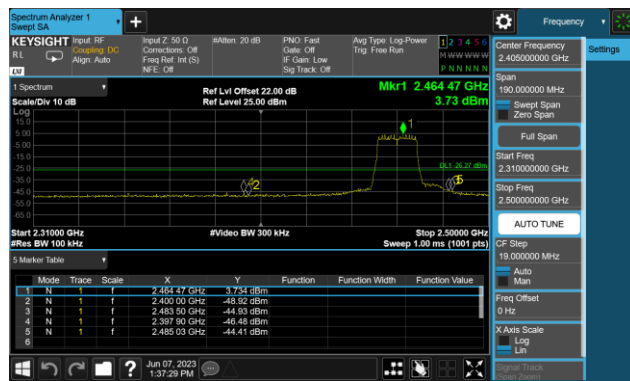 Spectrum Analyzer 1
Swept SA
Frequency
KEYSIGHT Input: RF
RL Coupling: DC
Align: Auto
Input Z: 50 Ω
Corrections: Off
Freq Ref: Int (S)
NFE: Off
#Atten: 20 dB
PNO: Fast
Gate: Off
IF Gain: Low
Sig Track: Off
Avg Type: Log-Power
Trig: Free Run
1 2 3 4 5 6
M W W W W W
P N N N N N
LXI
1 Spectrum
Scale/Div 10 dB
Ref Lvl Offset 22.00 dB
Ref Level 25.00 dBm
Mkr1 2.464 47 GHz
3.73 dBm
Log
15.0
5.00
-5.00
-15.0
-25.0
-35.0
-45.0
-55.0
-65.0
1
DL1 -26.27 dBm
2
5
Start 2.31000 GHz #Video BW 300 kHz Stop 2.50000 GHz
#Res BW 100 kHz Sweep 1.00 ms (1001 pts)
5 Marker Table
Mode Trace Scale X Y Function Function Width Function Value
1 N 1 f 2.464 47 GHz 3.734 dBm
2 N 1 f 2.400 00 GHz -48.92 dBm
3 N 1 f 2.483 50 GHz -44.93 dBm
4 N 1 f 2.397 90 GHz -46.48 dBm
5 N 1 f 2.485 03 GHz -44.41 dBm
6
?
Jun 07, 2023
1:37:29 PM
Center Frequency
2.405000000 GHz
Settings
Span
190.000000 MHz
Swept Span
Zero Span
Full Span
Start Freq
2.310000000 GHz
Stop Freq
2.500000000 GHz
AUTO TUNE
CF Step
19.000000 MHz
Auto
Man
Freq Offset
0 Hz
X Axis Scale
Log
Lin
Signal Track
(Span Zoom)